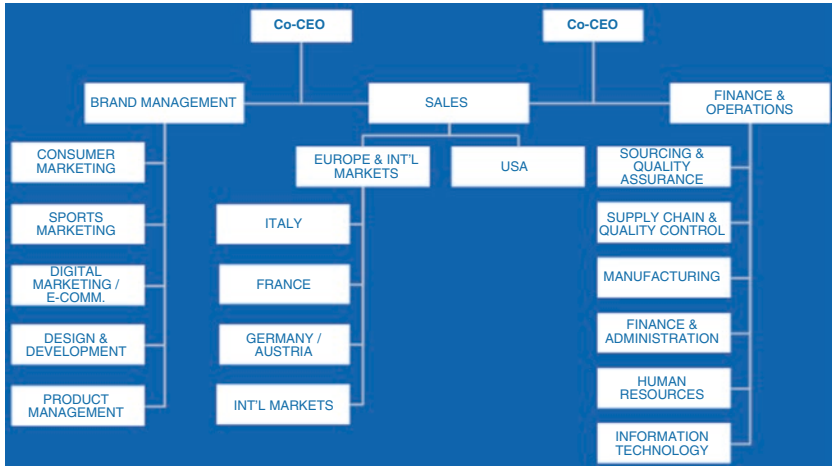 Co-CEO
Co-CEO
BRAND MANAGEMENT
SALES
FINANCE &
OPERATIONS
CONSUMER
MARKETING
SPORTS
MARKETING
DIGITAL
MARKETING /
E-COMM.
DESIGN &
DEVELOPMENT
PRODUCT
MANAGEMENT
EUROPE & INT'L
MARKETS
USA
ITALY
FRANCE
GERMANY /
AUSTRIA
INT'L MARKETS
SOURCING &
QUALITY
ASSURANCE
SUPPLY CHAIN &
QUALITY CONTROL
MANUFACTURING
FINANCE &
ADMINISTRATION
HUMAN
RESOURCES
INFORMATION
TECHNOLOGY